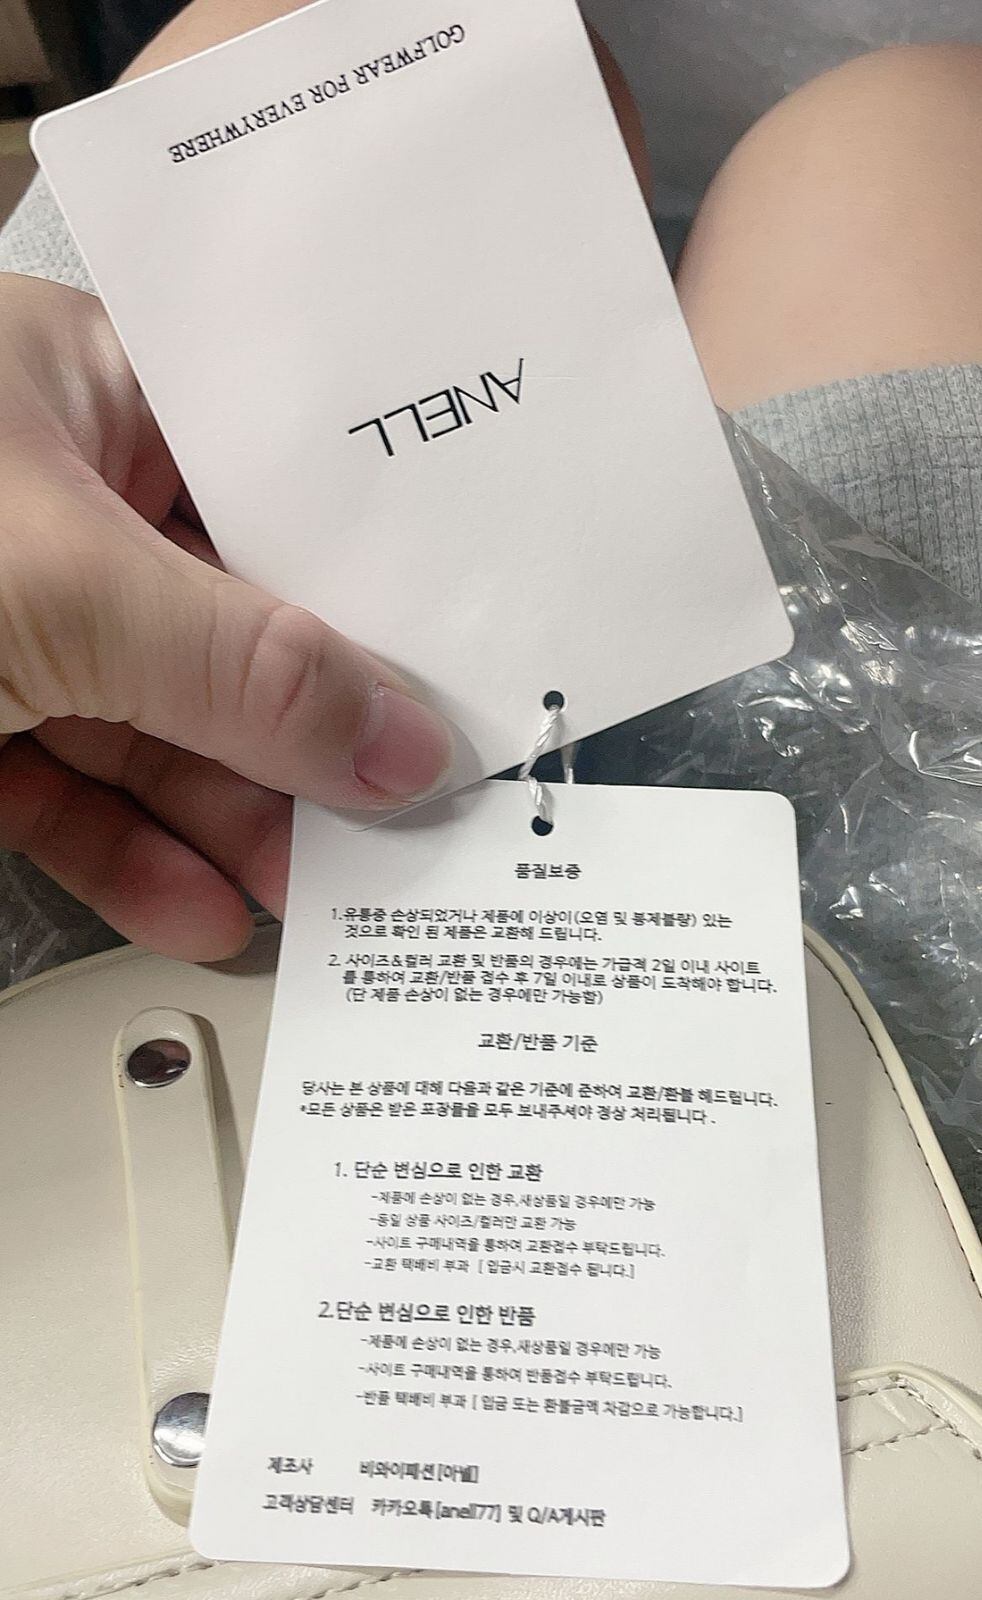 GOLFWEAR FOR EVERYWHERE
ANELL
품질보증
1.유통중 손상되었거나 제품에 이상이(오염 및 봉제불량) 있는
것으로 확인 된 제품은 교환해 드립니다.
2. 사이즈&컬러 교환 및 반품의 경우에는 가급적 2일 이내 사이트
를 통하여 교환/반품 접수 후 7일 이내로 상품이 도착해야 합니다.
(단 제품 손상이 없는 경우에만 가능함)
교환/반품 기준
당사는 본 상품에 대해 다음과 같은 기준에 준하여 교환/환불 해드립니다.
*모든 상품은 받은 포장물을 모두 보내주셔야 정상 처리됩니다.
1. 단순 변심으로 인한 교환
-제품에 손상이 없는 경우,새상품일 경우에만 가능
-동일 상품 사이즈/컬러만 교환 가능
-사이트 구매내역을 통하여 교환접수 부탁드립니다.
-교환 택배비 부과 [ 입금시 교환접수 됩니다.]
2.단순 변심으로 인한 반품
-제품에 손상이 없는 경우,새상품일 경우에만 가능
-사이트 구매내역을 통하여 반품접수 부탁드립니다.
-반품 택배비 부과 [ 입금 또는 환불금액 차감으로 가능합니다.]
제조사 비와이패션[아넬]
고객상담센터 카카오톡[anell77] 및 Q/A게시판